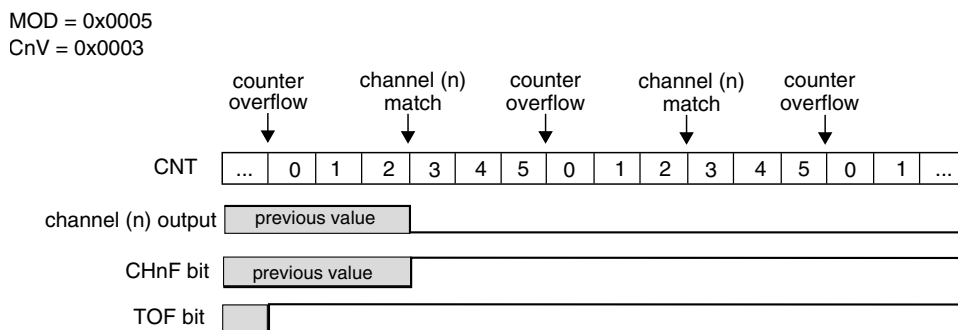 MOD = 0x0005
CnV = 0x0003
counter overflow
channel (n) match
counter overflow
channel (n) match
counter overflow
CNT ... 0 1 2 3 4 5 0 1 2 3 4 5 0 1 ...
channel (n) output previous value
CHnF bit previous value
TOF bit